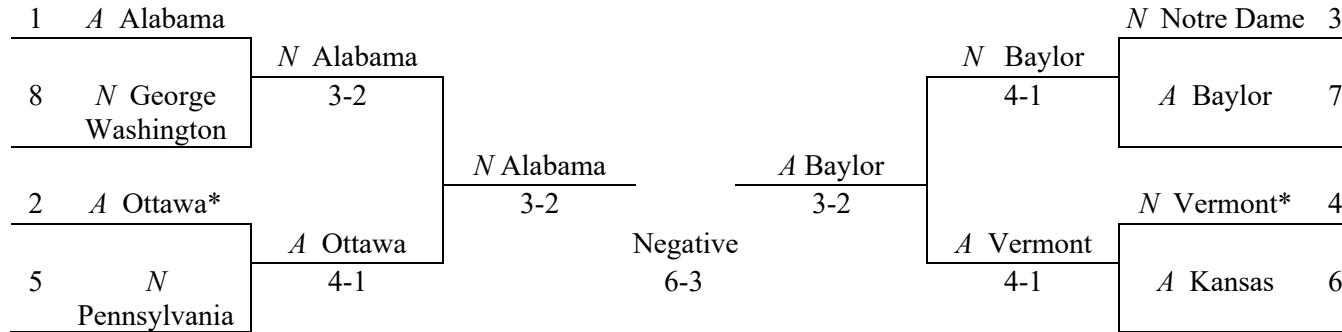 1 A Alabama
N Notre Dame 3
N Alabama
N Baylor
3-2
4-1
8 N George
Washington
A Baylor 7
N Alabama
A Baylor
3-2
3-2
2 A Ottawa*
N Vermont* 4
A Ottawa
Negative
A Vermont
4-1
6-3
4-1
5 N
Pennsylvania
A Kansas 6